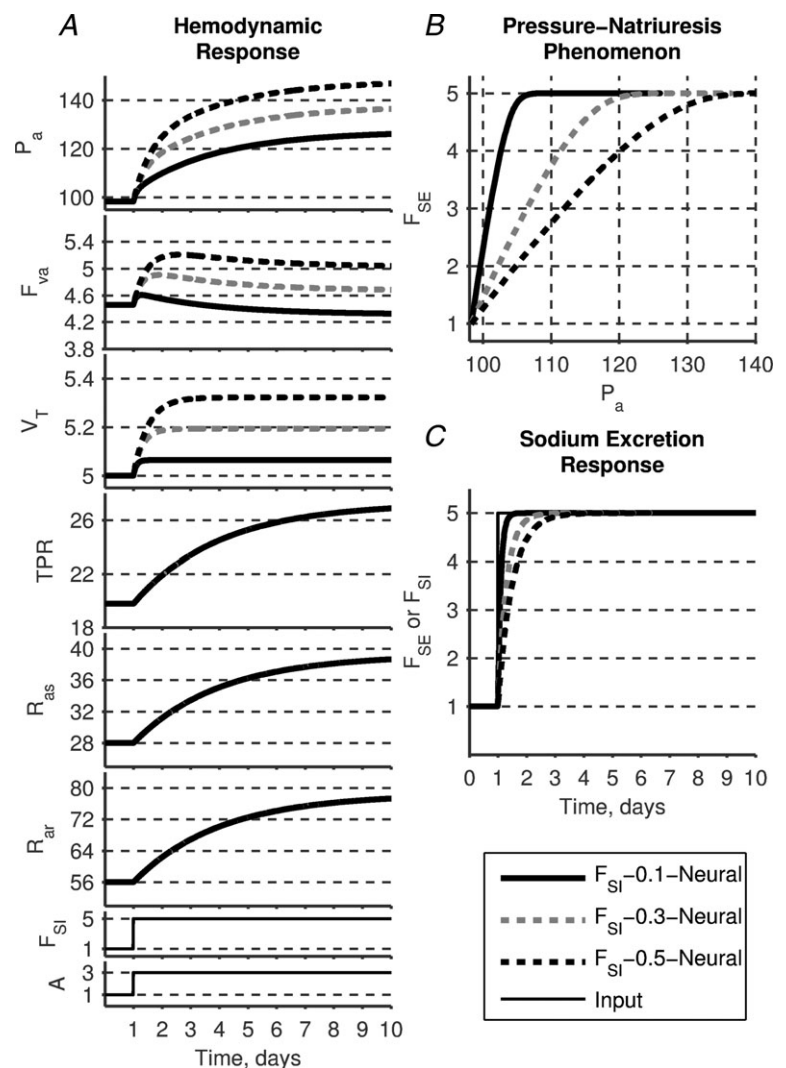 A
Hemodynamic
Response
P_a
140
120
100
F_va
5.4
5
4.6
4.2
3.8
V_T
5.4
5.2
5
TPR
26
22
18
R_as
40
36
32
28
R_ar
80
72
64
56
F_SI
5
1
A
3
1
1 2 3 4 5 6 7 8 9 10
Time, days
B
Pressure–Natriuresis
Phenomenon
F_SE
5
4
3
2
1
100 110 120 130 140
P_a
C
Sodium Excretion
Response
F_SE or F_SI
5
4
3
2
1
0 1 2 3 4 5 6 7 8 9 10
Time, days
F_SI–0.1–Neural
F_SI–0.3–Neural
F_SI–0.5–Neural
Input